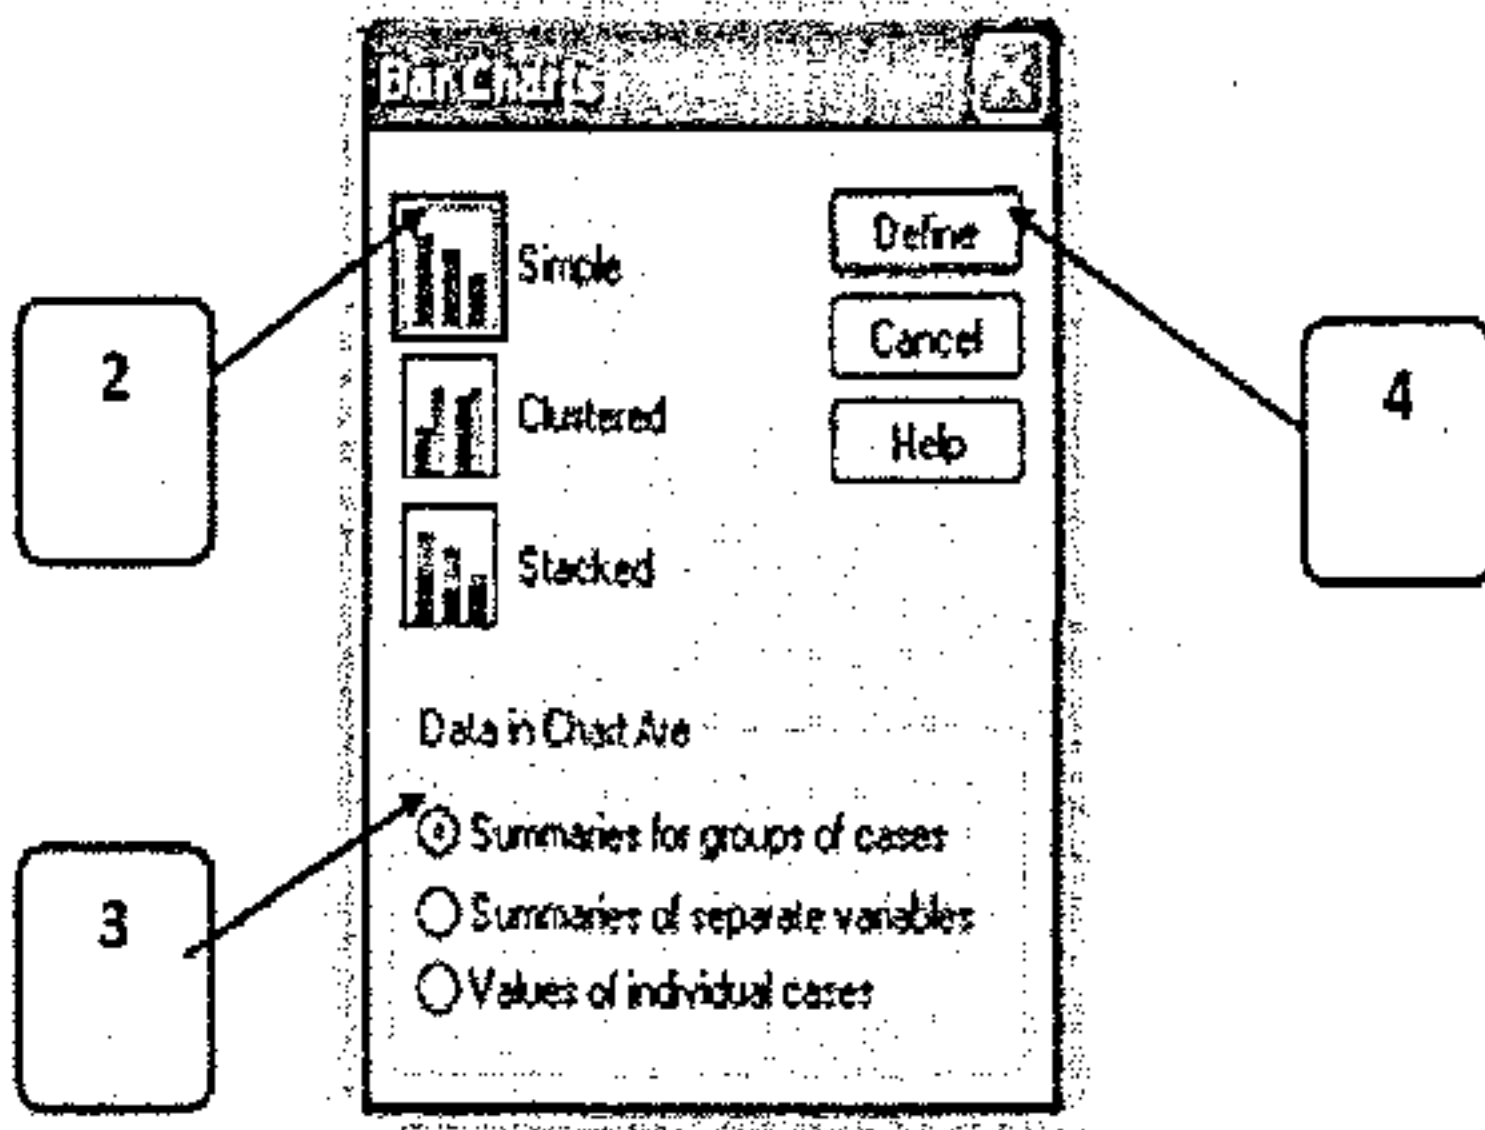 Bar Charts
Simple
Define
Cancel
2
4
Clustered
Help
Stacked
Data in Chart Are
Summaries for groups of cases
3
Summaries of separate variables
Values of individual cases